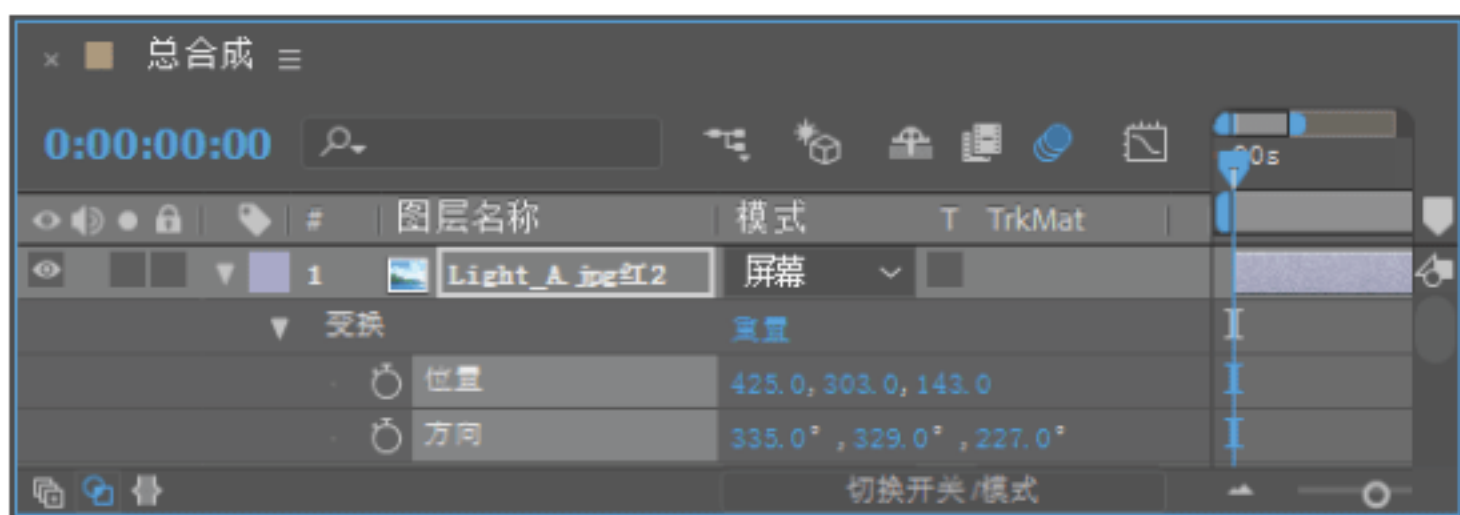 总合成
0:00:00:00
00s
# 图层名称 模式 T TrkMat
1 Light_A.jpg红2 屏幕
变换 重置
位置 425.0, 303.0, 143.0
方向 335.0°, 329.0°, 227.0°
切换开关/模式